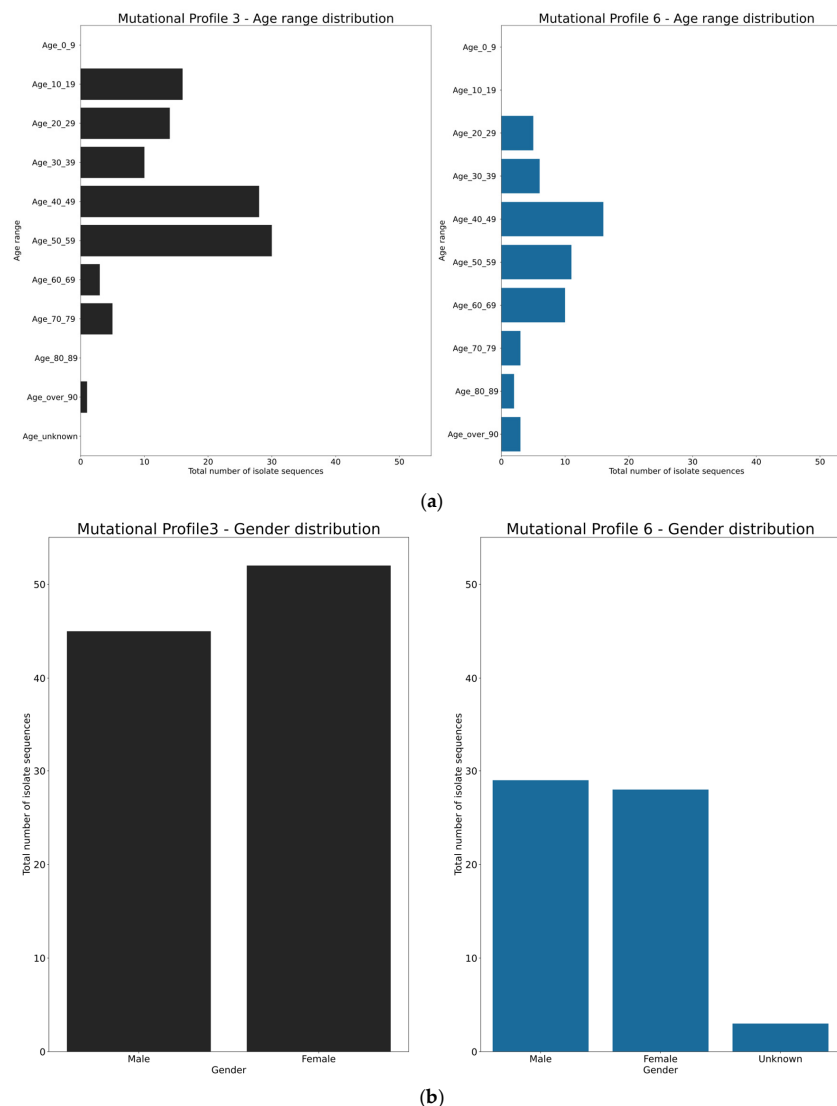 Mutational Profile 3 - Age range distribution
Age_0_9
Age_10_19
Age_20_29
Age_30_39
Age_40_49
Age_50_59
Age_60_69
Age_70_79
Age_80_89
Age_over_90
Age_unknown
Age range
0 10 20 30 40 50
Total number of isolate sequences
Mutational Profile 6 - Age range distribution
Age_0_9
Age_10_19
Age_20_29
Age_30_39
Age_40_49
Age_50_59
Age_60_69
Age_70_79
Age_80_89
Age_over_90
Age range
0 10 20 30 40 50
Total number of isolate sequences
(a)
Mutational Profile3 - Gender distribution
50
40
30
20
10
0
Total number of isolate sequences
Male Female
Gender
Mutational Profile 6 - Gender distribution
50
40
30
20
10
0
Total number of isolate sequences
Male Female Unknown
Gender
(b)